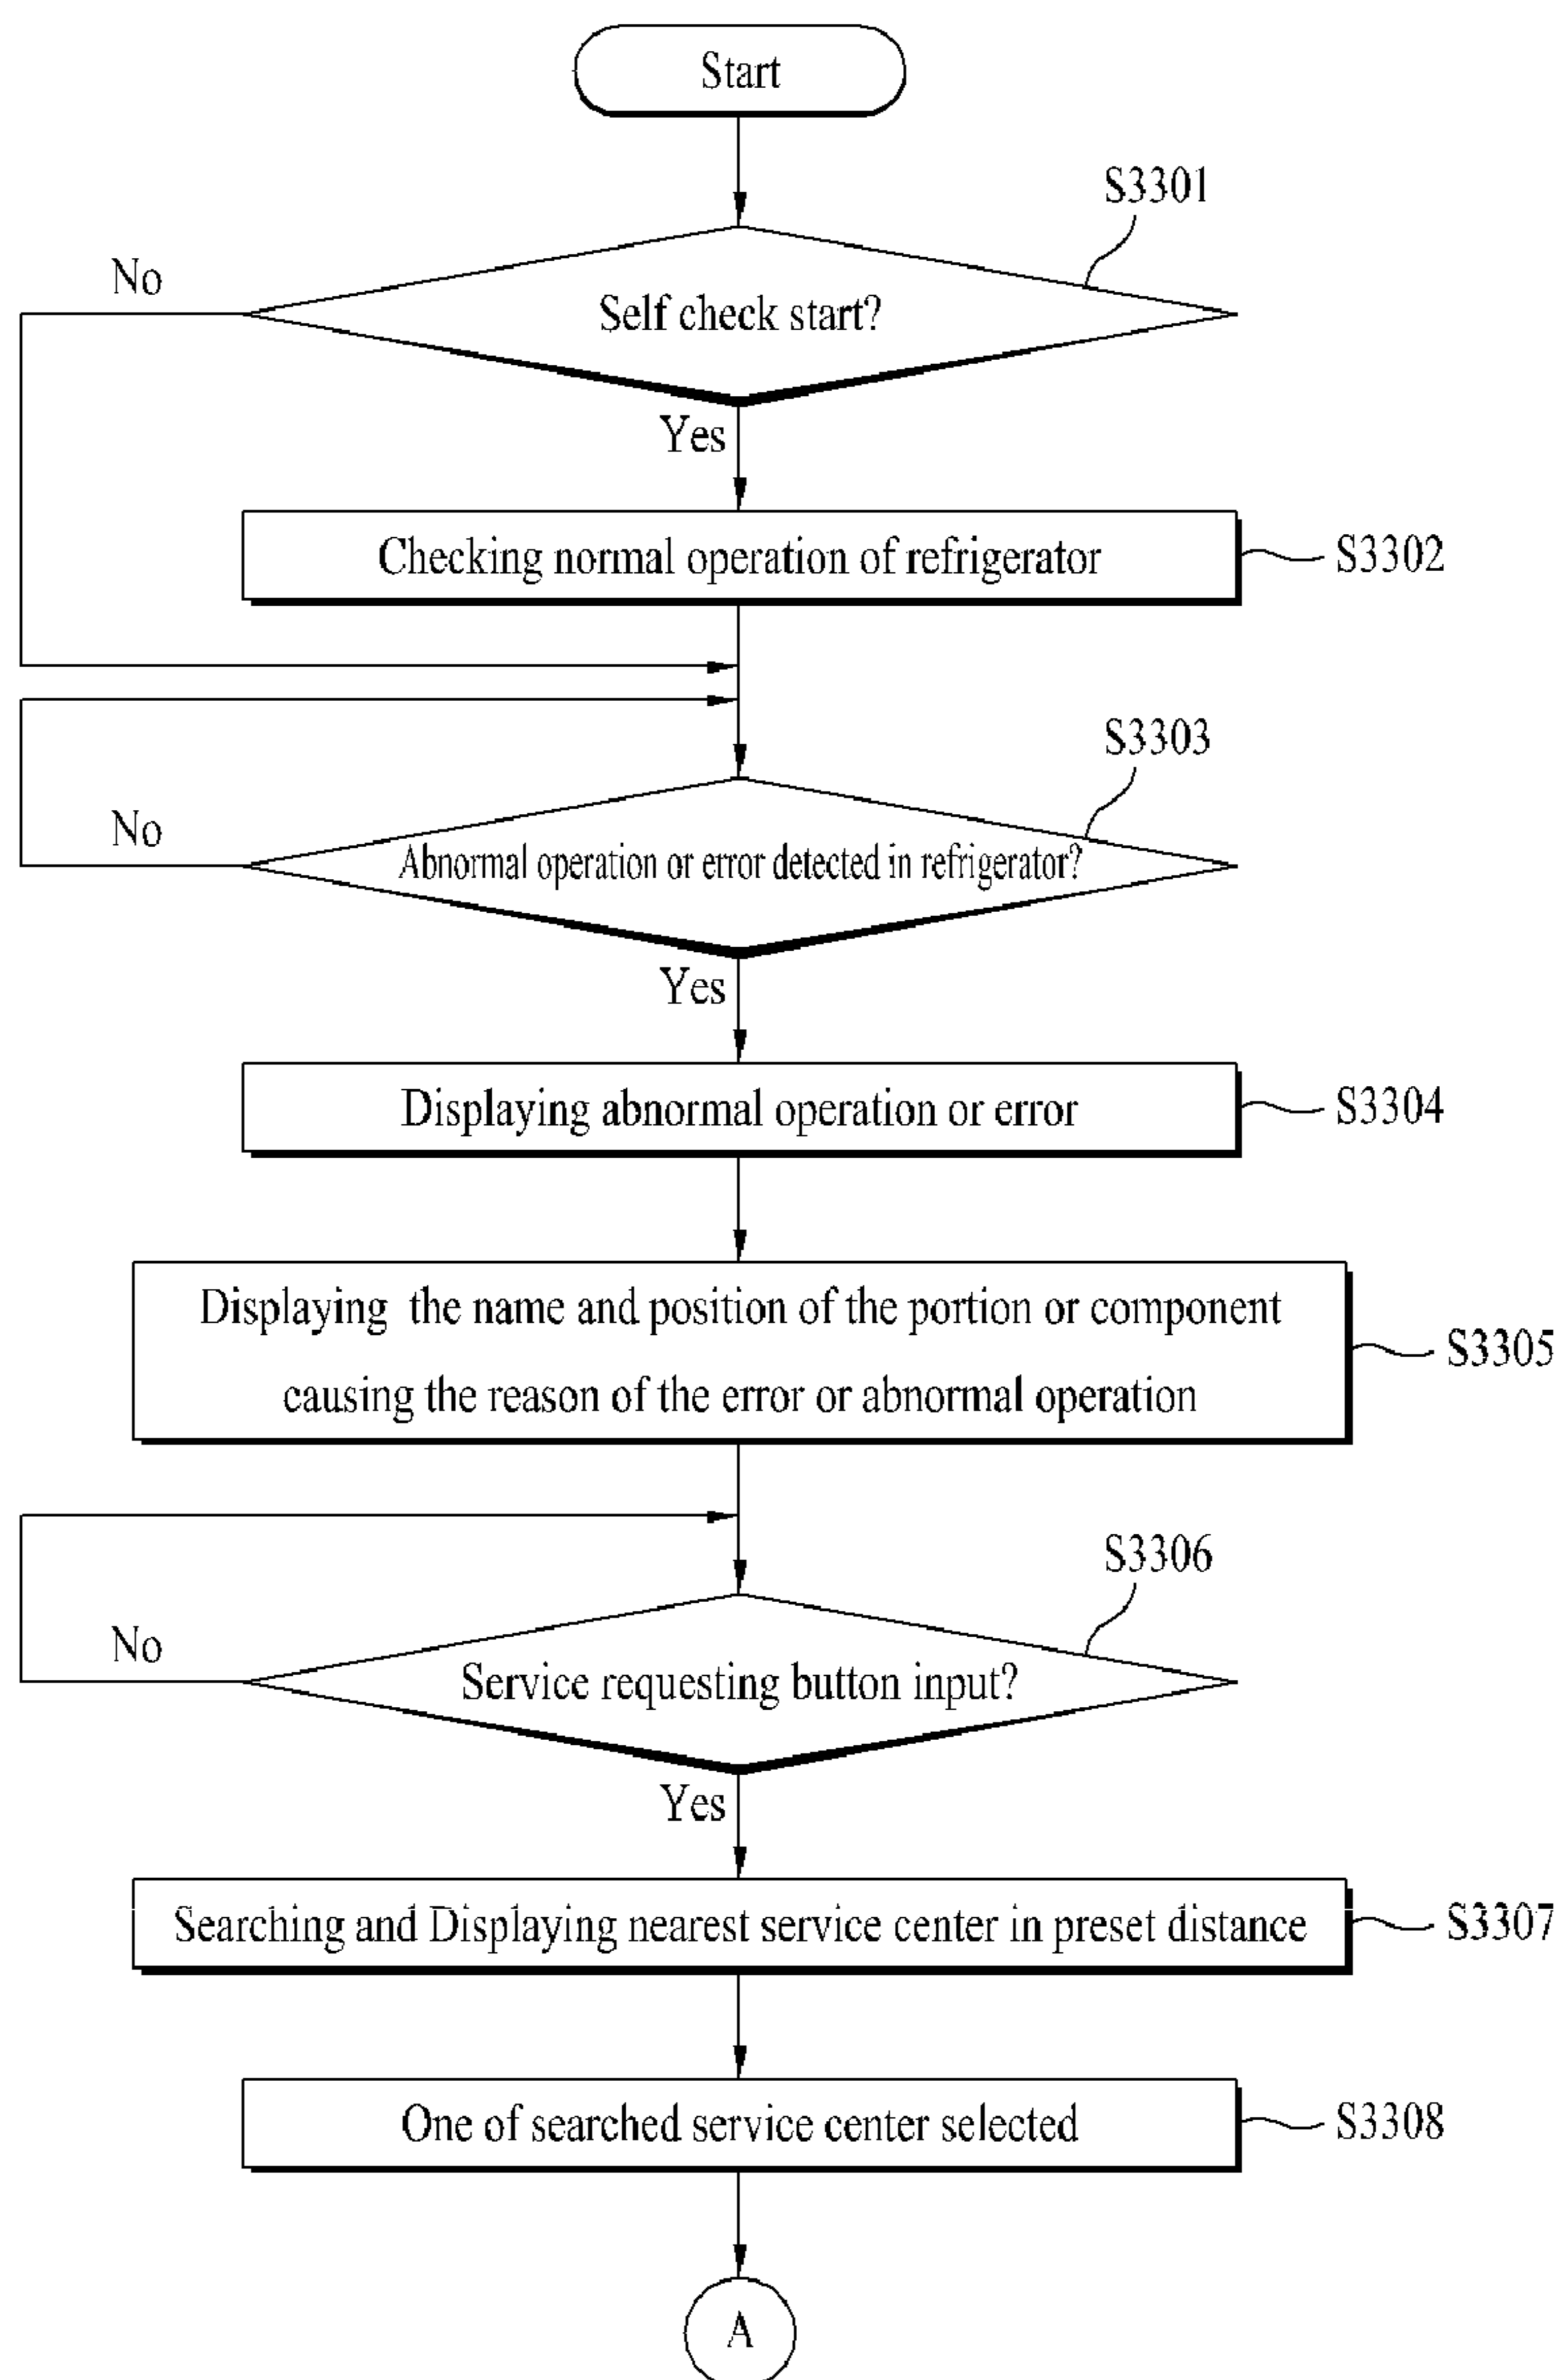 Start
S3301
No
Self check start?
Yes
Checking normal operation of refrigerator
S3302
S3303
No
Abnormal operation or error detected in refrigerator?
Yes
Displaying abnormal operation or error
S3304
Displaying the name and position of the portion or component
causing the reason of the error or abnormal operation
S3305
S3306
No
Service requesting button input?
Yes
Searching and Displaying nearest service center in preset distance
S3307
One of searched service center selected
S3308
A